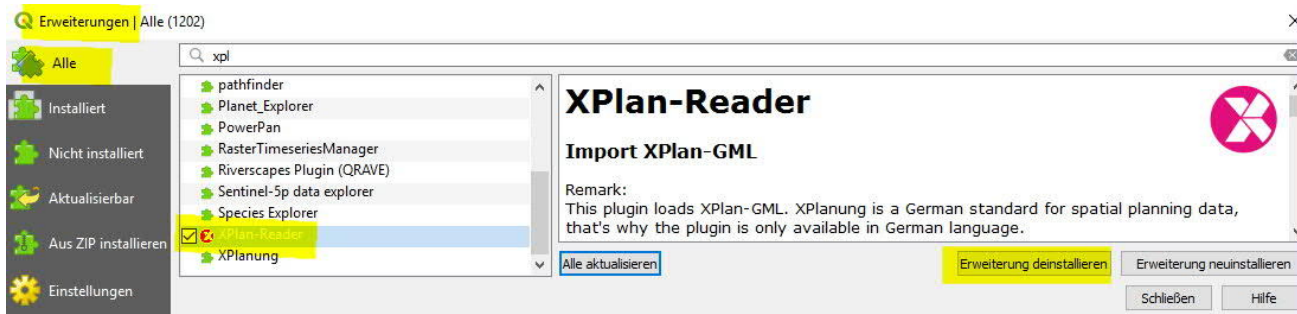 Erweiterungen | Alle (1202)
xpl
Alle
Installiert
Nicht installiert
Aktualisierbar
Aus ZIP installieren
Einstellungen
pathfinder
Planet_Explorer
PowerPan
RasterTimeseriesManager
Riverscapes Plugin (QRAVE)
Sentinel-5p data explorer
Species Explorer
XPlan-Reader
XPlanung
XPlan-Reader
Import XPlan-GML
Remark:
This plugin loads XPlan-GML. XPlanung is a German standard for spatial planning data,
that's why the plugin is only available in German language.
Alle aktualisieren
Erweiterung deinstallieren
Erweiterung neuinstallieren
Schließen
Hilfe